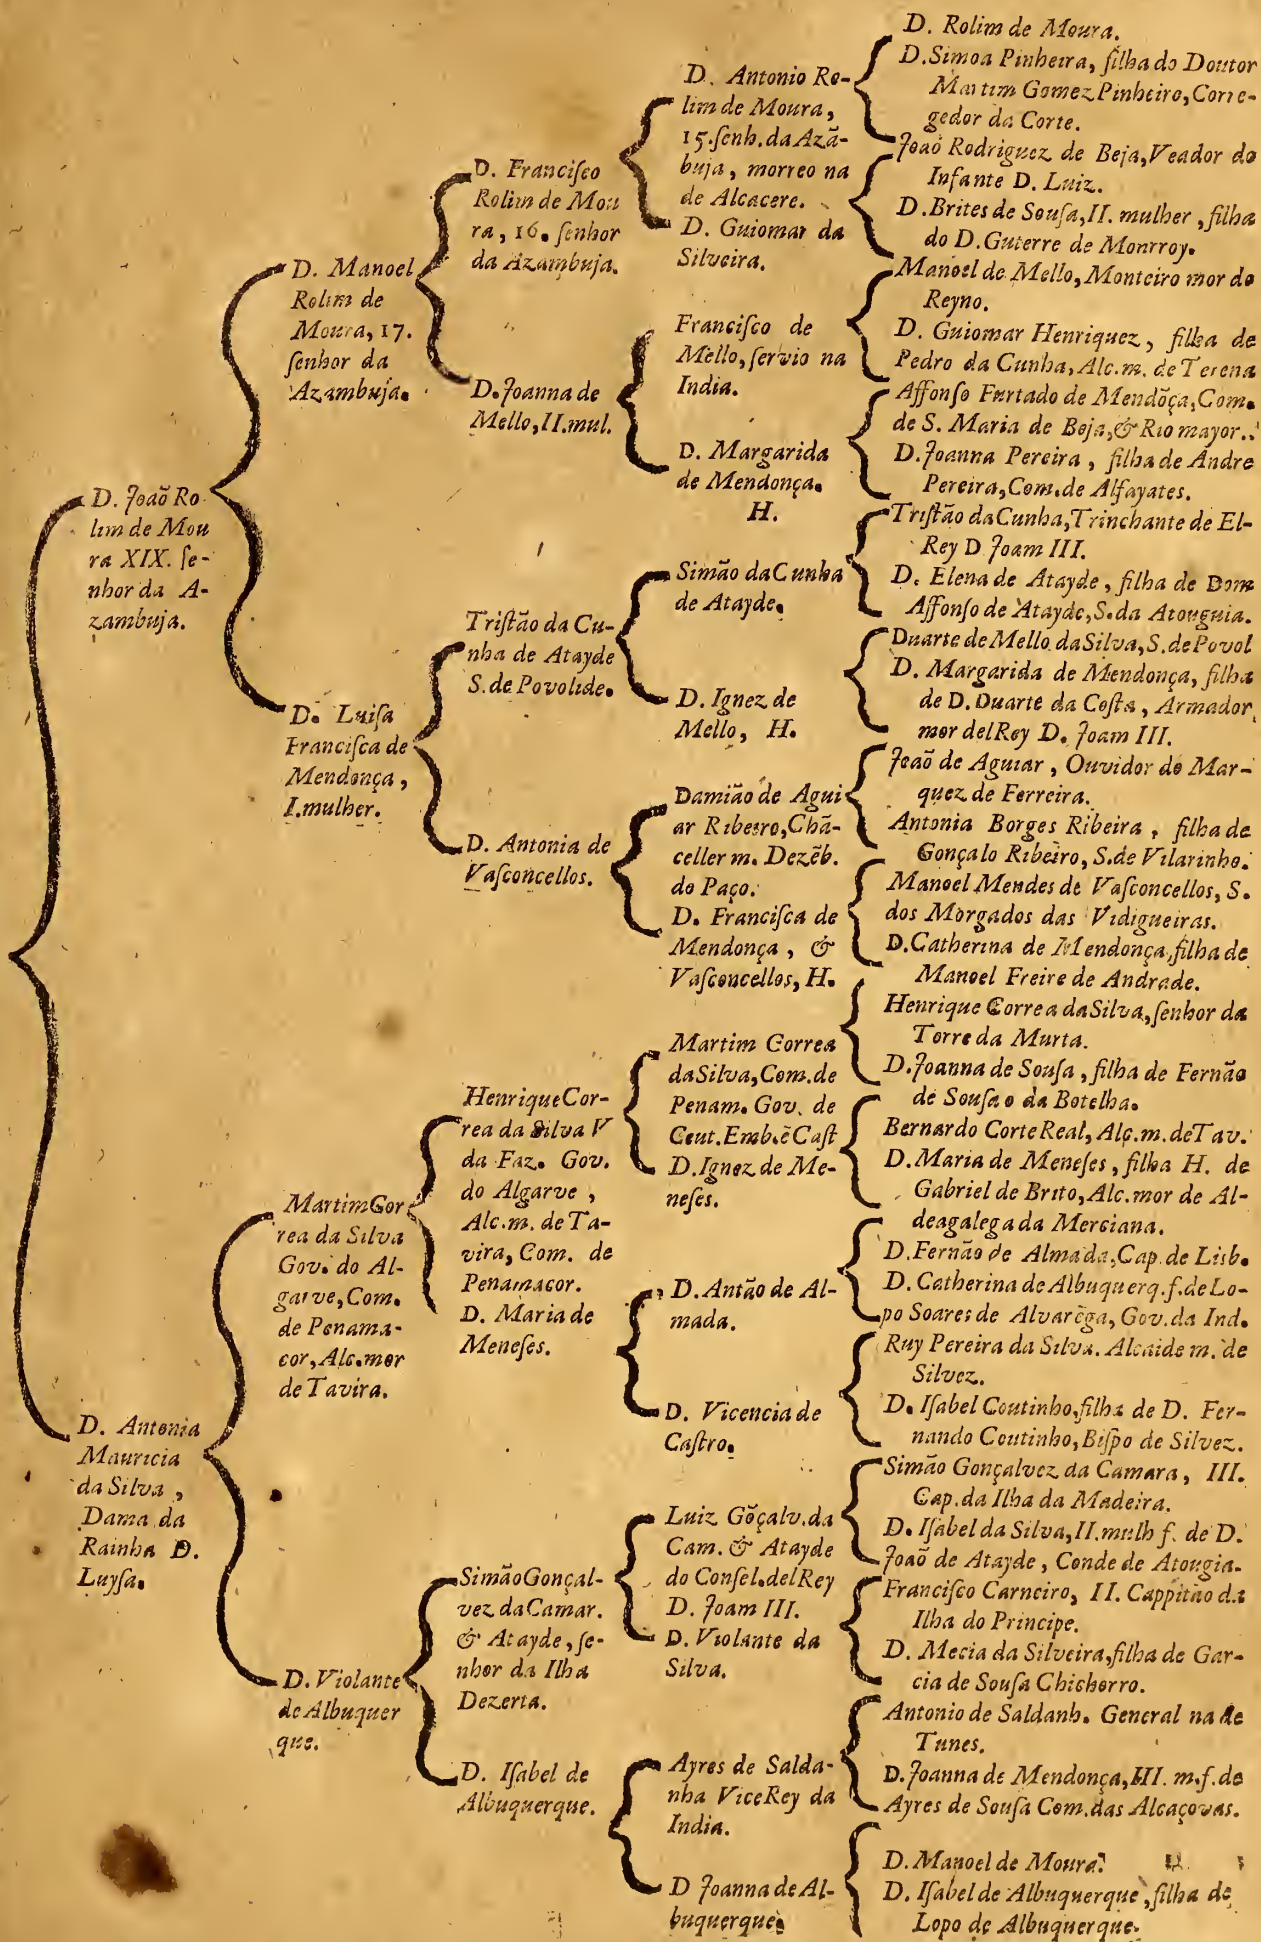 D. Joaõ Ro-
lim de Mou
ra XIX. ſe-
nhor da A-
zambuja.
D. Antonia
Mauricia
da Silva ,
Dama da
Rainha D.
Luyſa.
D. Manoel
Rolim de
Moura, 17.
ſenhor da
Azambuja.
D. Luiſa
Franciſca de
Mendonça ,
I.mulher.
Martim Cor
rea da Silva
Gov. do Al-
garve, Com.
de Penama-
cor, Alc.mor
de Tavira.
D. Violante
de Albuquer
que.
D. Franciſco
Rolim de Mou
ra, 16. ſenhor
da Azambuja.
D. Joanna de
Mello, II.mul.
Triſtão da Cu-
nha de Atayde
S. de Povolide.
D. Antonia de
Vaſconcellos.
Henrique Cor-
rea da Silva V
da Faz. Gov.
do Algarve ,
Alc.m. de Ta-
vira, Com. de
Penamacor.
D. Maria de
Meneſes.
Simão Gonçal-
vez da Camar.
& Atayde, ſe-
nhor da Ilha
Dezerta.
D. Iſabel de
Albuquerque.
D. Antonio Ro-
lim de Moura ,
15. ſenh. da Azã-
buja, morreo na
de Alcacere.
D. Guiomar da
Silveira.
Franciſco de
Mello, ſervio na
India.
D. Margarida
de Mendonça.
H.
Simão da Cunha
de Atayde.
D. Ignez de
Mello, H.
Damião de Agui
ar Ribeiro, Chã-
celler m. Dezẽb.
do Paço.
D. Franciſca de
Mendonça , &
Vaſconcellos, H.
Martim Correa
da Silva, Com. de
Penam. Gov. de
Ceut. Emb. ẽ Caſt
D. Ignez de Me-
neſes.
D. Antão de Al-
mada.
D. Vicencia de
Caſtro.
Luiz Gõçalv. da
Cam. & Atayde
do Conſel. del Rey
D. Joam III.
D. Violante da
Silva.
Ayres de Salda-
nha ViceRey da
India.
D Joanna de Al-
buquerque.
D. Rolim de Moura.
D. Simoa Pinheira, filha do Doutor
Martim Gomez Pinheiro, Corre-
gedor da Corte.
Joaõ Rodriguez de Beja, Veador do
Infante D. Luiz.
D. Brites de Souſa, II. mulher , filha
do D. Guterre de Monrroy.
Manoel de Mello, Monteiro mor do
Reyno.
D. Guiomar Henriquez, filha de
Pedro da Cunha, Alc.m. de Terena
Affonſo Furtado de Mendõça, Com.
de S. Maria de Beja, & Rio mayor.
D. Joanna Pereira , filha de Andre
Pereira, Com. de Alfayates.
Triſtão da Cunha, Trinchante de El-
Rey D Joam III.
D. Elena de Atayde , filha de Dom
Affonſo de Atayde, S. da Atouguia.
Duarte de Mello da Silva, S. de Povol
D. Margarida de Mendonça, filha
de D. Duarte da Coſta , Armador
mor del Rey D. Joam III.
Joaõ de Aguiar , Ouvidor do Mar-
quez de Ferreira.
Antonia Borges Ribeira , filha de
Gonçalo Ribeiro, S. de Vilarinho.
Manoel Mendes de Vaſconcellos, S.
dos Morgados das Vidigueiras.
D. Catherina de Mendonça, filha de
Manoel Freire de Andrade.
Henrique Correa da Silva, ſenhor da
Torre da Murta.
D. Joanna de Souſa , filha de Fernão
de Souſa o da Botelha.
Bernardo Corte Real, Alç.m. de Tav.
D. Maria de Meneſes , filha H. de
Gabriel de Brito, Alc.mor de Al-
deagalega da Merciana.
D. Fernão de Almada, Cap. de Lisb.
D. Catherina de Albuquerq. f. de Lo-
po Soares de Alvarẽga, Gov. da Ind.
Ruy Pereira da Silva. Alcaide m. de
Silvez.
D. Iſabel Coutinho, filha de D. Fer-
nando Coutinho, Biſpo de Silvez.
Simão Gonçalvez da Camara , III.
Cap. da Ilha da Madeira.
D. Iſabel da Silva, II. mulh f. de D.
Joaõ de Atayde , Conde de Atougia.
Franciſco Carneiro, II. Cappitão da
Ilha do Principe.
D. Mecia da Silveira, filha de Gar-
cia de Souſa Chichorro.
Antonio de Saldanh. General na de
Tunes.
D. Joanna de Mendonça, III. m. f. de
Ayres de Souſa Com. das Alcaçovas.
D. Manoel de Moura.
D. Iſabel de Albuquerque, filha de
Lopo de Albuquerque.